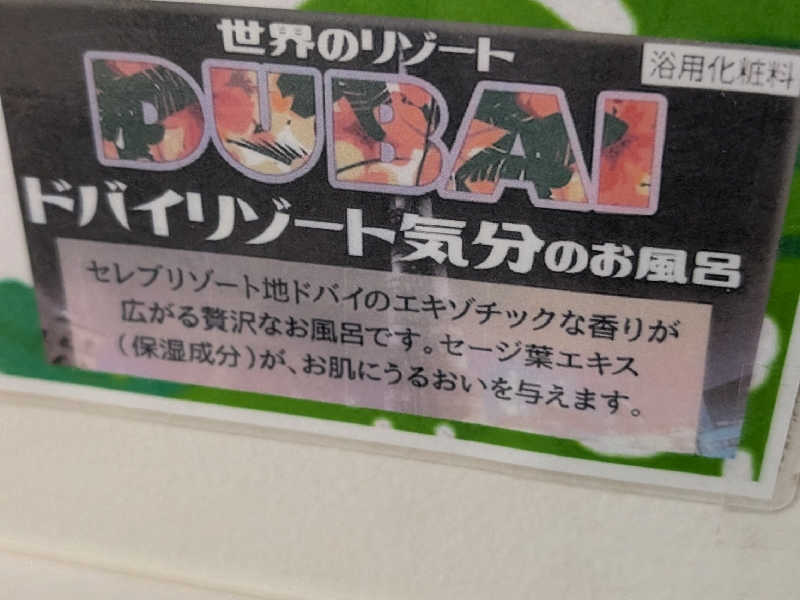 世界のリゾート
浴用化粧料
DUBAI
ドバイリゾート気分のお風呂
セレブリゾート地ドバイのエキゾチックな香りが
広がる贅沢なお風呂です。セージ葉エキス
(保湿成分)が、お肌にうるおいを与えます。